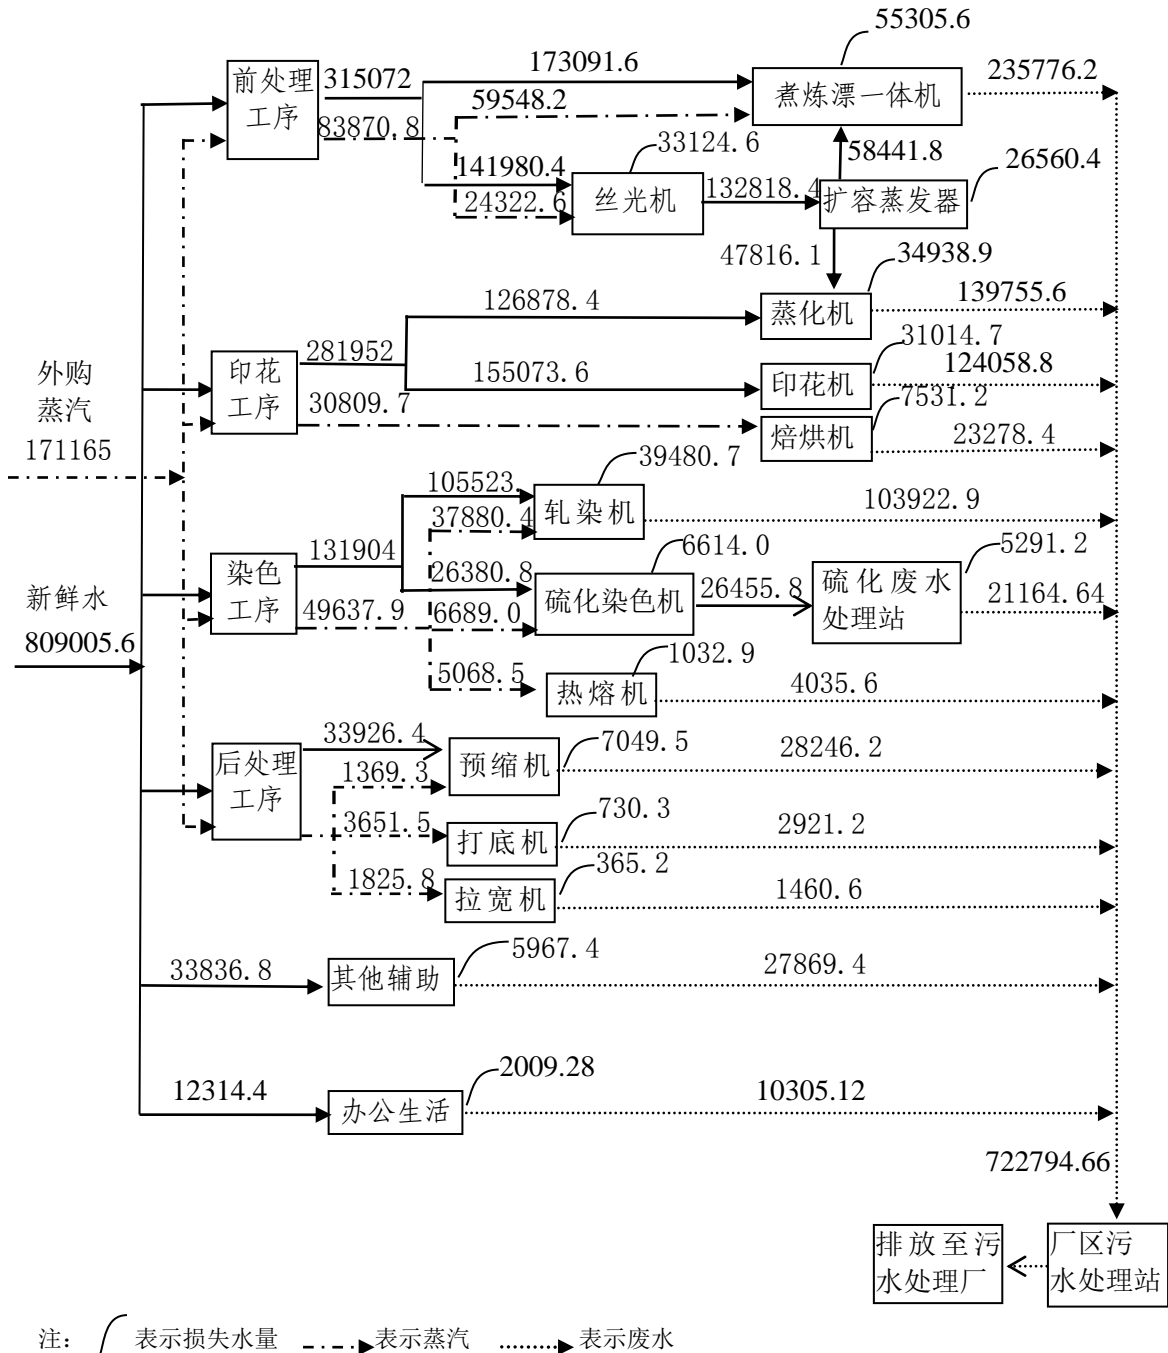 55305.6
前处理
工序
315072
173091.6
煮炼漂一体机
235776.2
83870.8
59548.2
33124.6
58441.8
26560.4
141980.4
丝光机
132818.4
扩容蒸发器
24322.6
47816.1
34938.9
126878.4
蒸化机
139755.6
31014.7
印花
工序
281952
155073.6
印花机
124058.8
外购
蒸汽
171165
30809.7
7531.2
焙烘机
23278.4
39480.7
105523.
37880.4
轧染机
103922.9
6614.0
5291.2
染色
工序
131904
26380.8
硫化染色机
26455.8
硫化废水
处理站
21164.64
新鲜水
809005.6
49637.9
6689.0
1032.9
5068.5
热熔机
4035.6
后处理
工序
33926.4
预缩机
7049.5
28246.2
1369.3
730.3
3651.5
打底机
2921.2
365.2
1825.8
拉宽机
1460.6
5967.4
33836.8
其他辅助
27869.4
2009.28
12314.4
办公生活
10305.12
722794.66
排放至污
水处理厂
厂区污
水处理站
注：
表示损失水量
表示蒸汽
表示废水